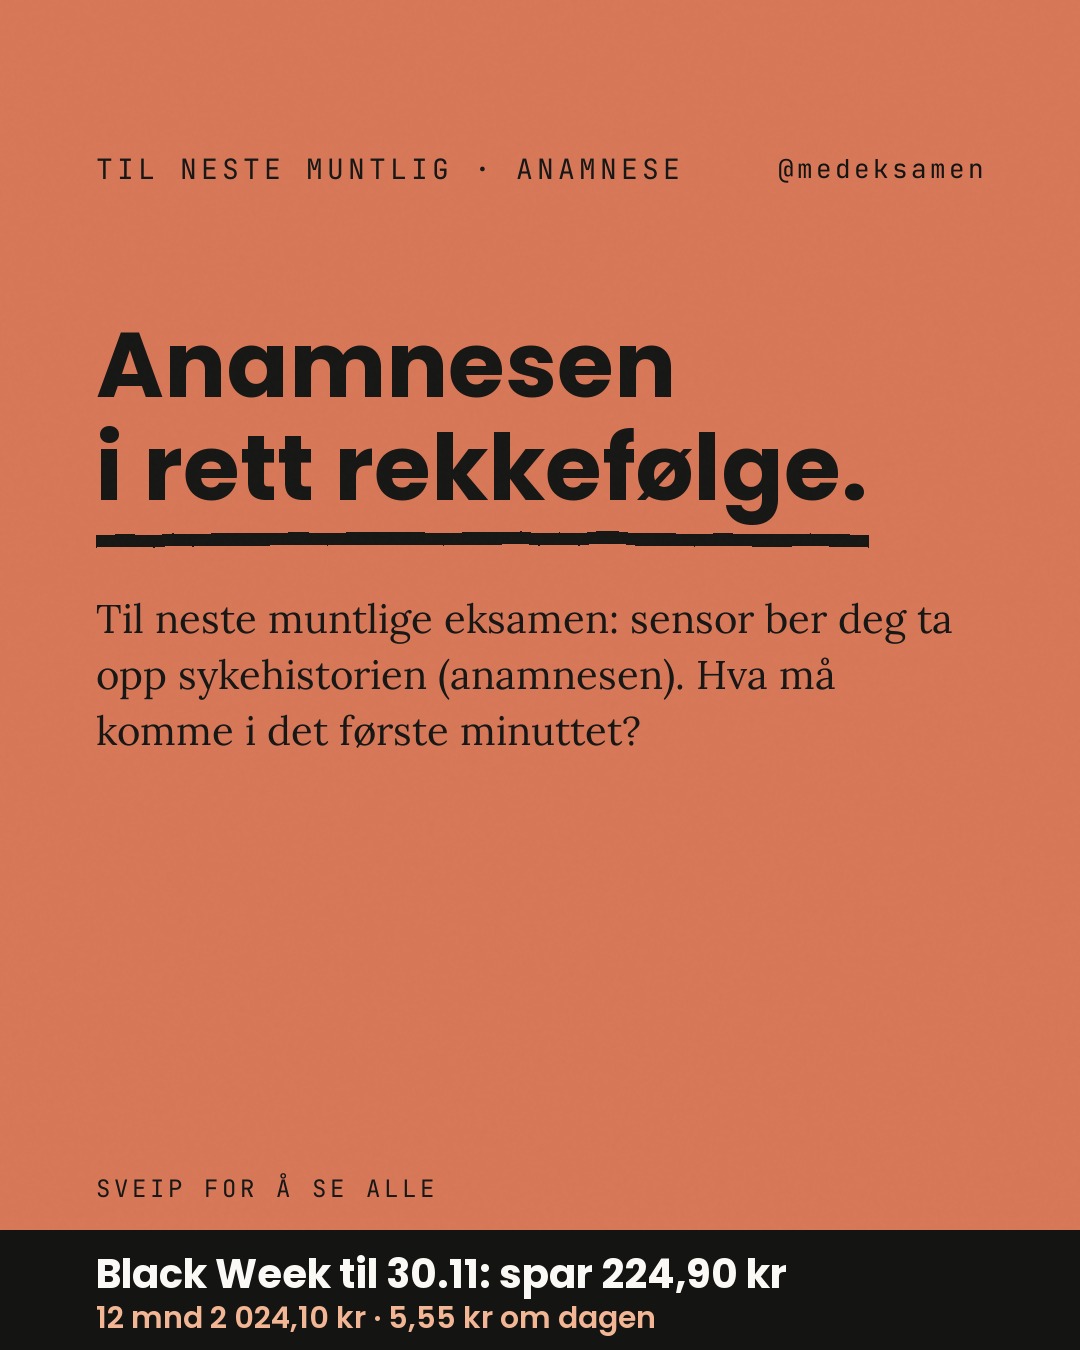 TIL NESTE MUNTLIG · ANAMNESE @medeksamen
Anamnesen
i rett rekkefølge.
Til neste muntlige eksamen: sensor ber deg ta
opp sykehistorien (anamnesen). Hva må
komme i det første minuttet?
SVEIP FOR Å SE ALLE
Black Week til 30.11: spar 224,90 kr
12 mnd 2 024,10 kr · 5,55 kr om dagen